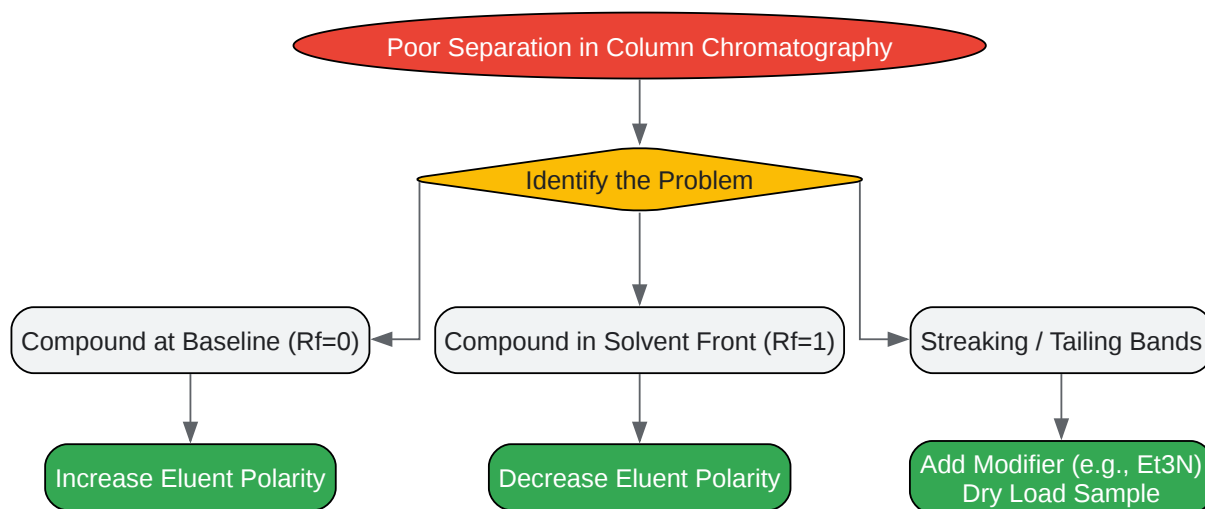 Poor Separation in Column Chromatography
Identify the Problem
Compound at Baseline (Rf=0)
Compound in Solvent Front (Rf=1)
Streaking / Tailing Bands
Increase Eluent Polarity
Decrease Eluent Polarity
Add Modifier (e.g., Et3N)
Dry Load Sample